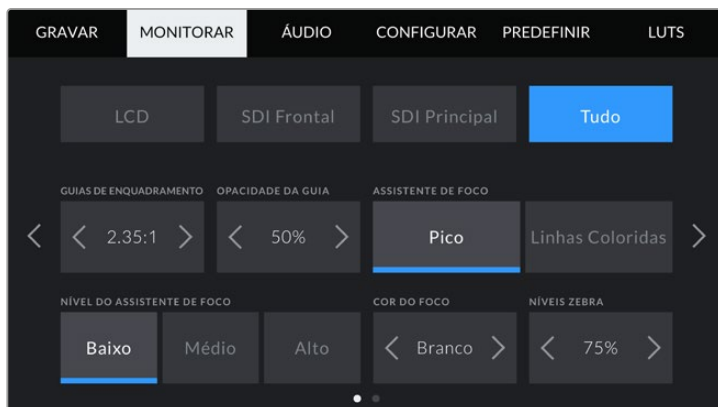 GRAVAR MONITORAR ÁUDIO CONFIGURAR PREDEFINIR LUTS
LCD SDI Frontal SDI Principal Tudo
GUIAS DE ENQUADRAMENTO OPACIDADE DA GUIA ASSISTENTE DE FOCO
2.35:1 50% Pico Linhas Coloridas
NÍVEL DO ASSISTENTE DE FOCO COR DO FOCO NÍVEIS ZEBRA
Baixo Médio Alto Branco 75%